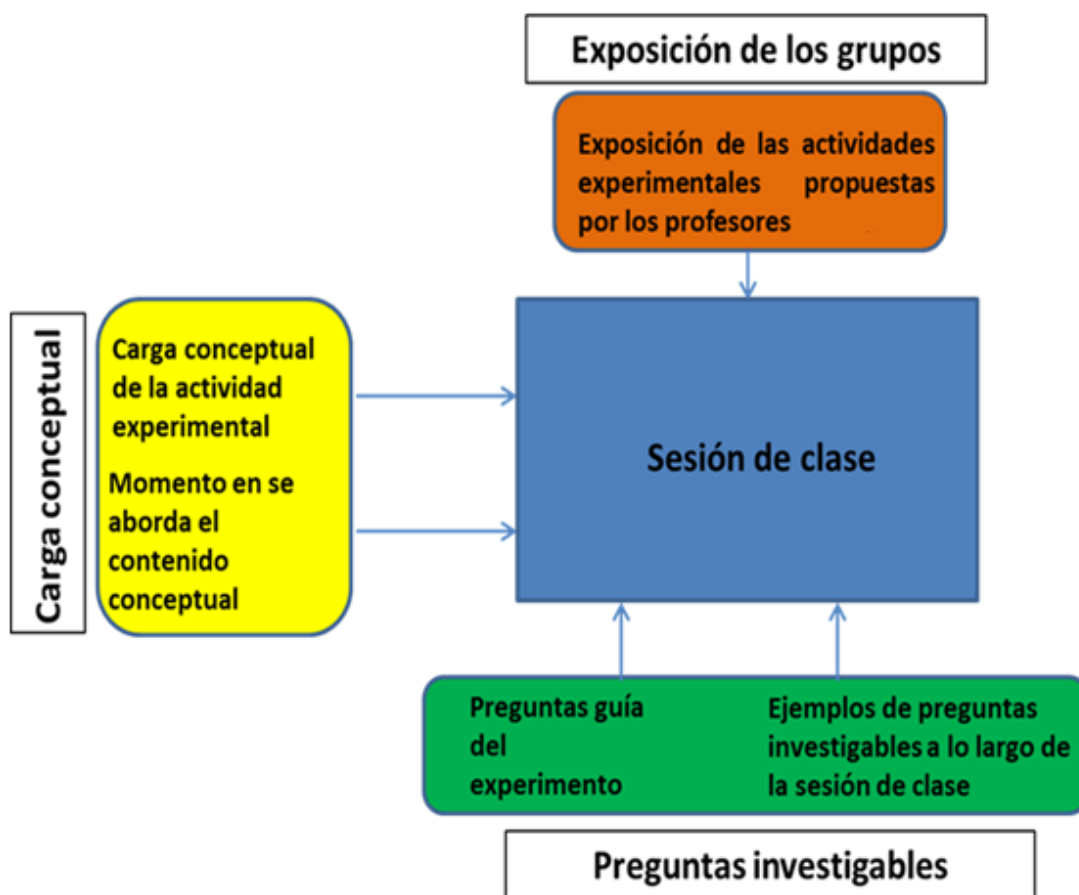 Exposición de los grupos
Exposición de las actividades
experimentales propuestas
por los profesores
Carga conceptual
Carga conceptual
de la actividad
experimental
Momento en se
aborda el
contenido
conceptual
Sesión de clase
Preguntas guía
del
experimento
Ejemplos de preguntas
investigables a lo largo de
la sesión de clase
Preguntas investigables